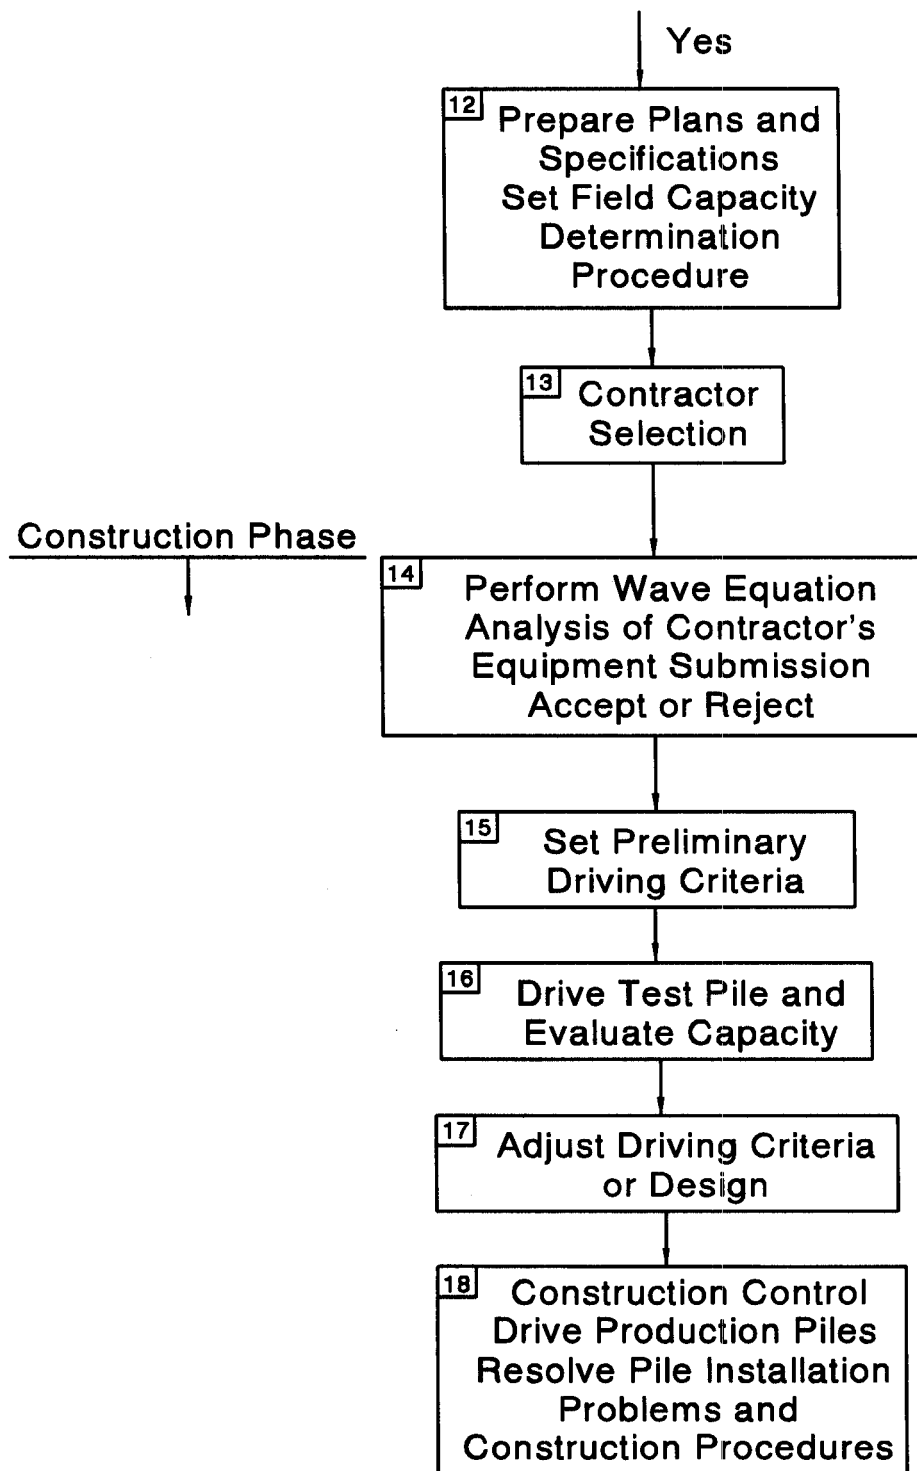 Yes
12
Prepare Plans and
Specifications
Set Field Capacity
Determination
Procedure
13
Contractor
Selection
Construction Phase
14
Perform Wave Equation
Analysis of Contractor's
Equipment Submission
Accept or Reject
15
Set Preliminary
Driving Criteria
16
Drive Test Pile and
Evaluate Capacity
17
Adjust Driving Criteria
or Design
18
Construction Control
Drive Production Piles
Resolve Pile Installation
Problems and
Construction Procedures